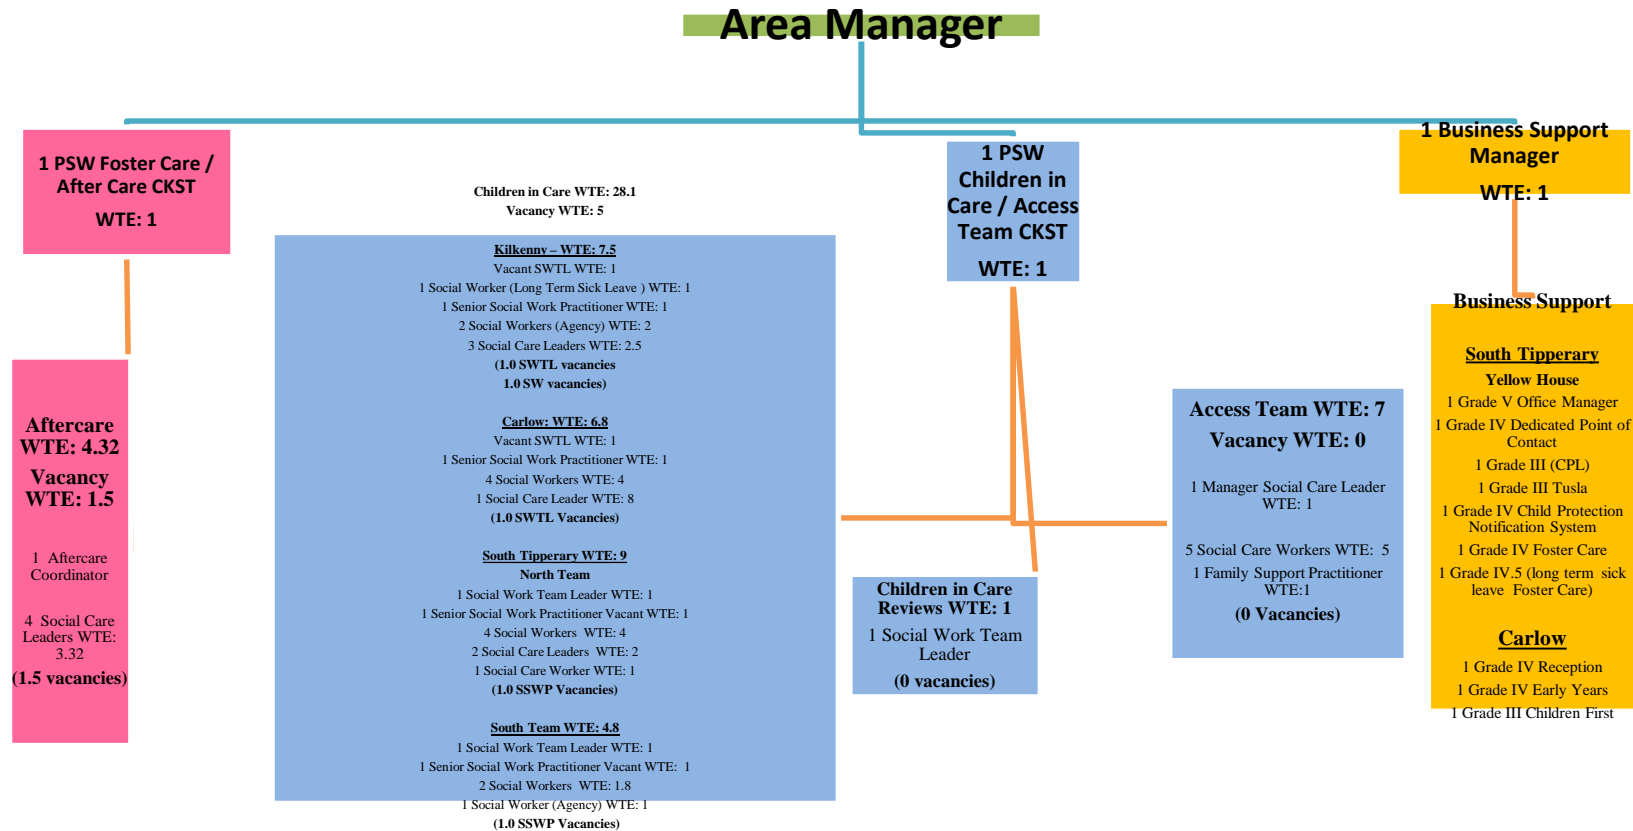 Area Manager
1 PSW Foster Care /
After Care CKST
WTE: 1
Aftercare
WTE: 4.32
Vacancy
WTE: 1.5
1 Aftercare
Coordinator
4 Social Care
Leaders WTE:
3.32
(1.5 vacancies)
Children in Care WTE: 28.1
Vacancy WTE: 5
Kilkenny – WTE: 7.5
Vacant SWTL WTE: 1
1 Social Worker (Long Term Sick Leave ) WTE: 1
1 Senior Social Work Practitioner WTE: 1
2 Social Workers (Agency) WTE: 2
3 Social Care Leaders WTE: 2.5
(1.0 SWTL vacancies
1.0 SW vacancies)
Carlow: WTE: 6.8
Vacant SWTL WTE: 1
1 Senior Social Work Practitioner WTE: 1
4 Social Workers WTE: 4
1 Social Care Leader WTE: 8
(1.0 SWTL Vacancies)
South Tipperary WTE: 9
North Team
1 Social Work Team Leader WTE: 1
1 Senior Social Work Practitioner Vacant WTE: 1
4 Social Workers WTE: 4
2 Social Care Leaders WTE: 2
1 Social Care Worker WTE: 1
(1.0 SSWP Vacancies)
South Team WTE: 4.8
1 Social Work Team Leader WTE: 1
1 Senior Social Work Practitioner Vacant WTE: 1
2 Social Workers WTE: 1.8
1 Social Worker (Agency) WTE: 1
(1.0 SSWP Vacancies)
1 PSW
Children in
Care / Access
Team CKST
WTE: 1
Children in Care
Reviews WTE: 1
1 Social Work Team
Leader
(0 vacancies)
Access Team WTE: 7
Vacancy WTE: 0
1 Manager Social Care Leader
WTE: 1
5 Social Care Workers WTE: 5
1 Family Support Practitioner
WTE:1
(0 Vacancies)
1 Business Support
Manager
WTE: 1
Business Support
South Tipperary
Yellow House
1 Grade V Office Manager
1 Grade IV Dedicated Point of
Contact
1 Grade III (CPL)
1 Grade III Tusla
1 Grade IV Child Protection
Notification System
1 Grade IV Foster Care
1 Grade IV.5 (long term sick
leave Foster Care)
Carlow
1 Grade IV Reception
1 Grade IV Early Years
1 Grade III Children First